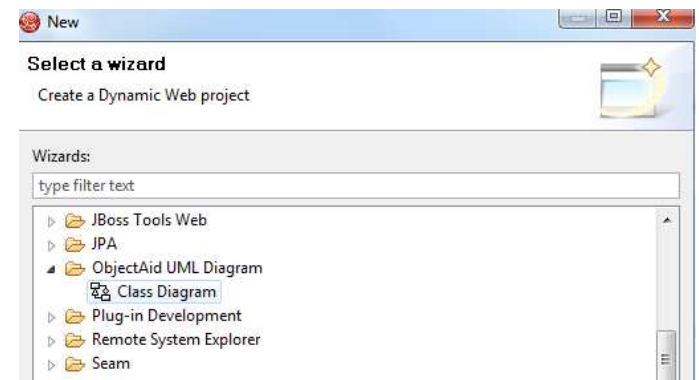 New
Select a wizard
Create a Dynamic Web project
Wizards:
type filter text
JBoss Tools Web
JPA
ObjectAid UML Diagram
Class Diagram
Plug-in Development
Remote System Explorer
Seam